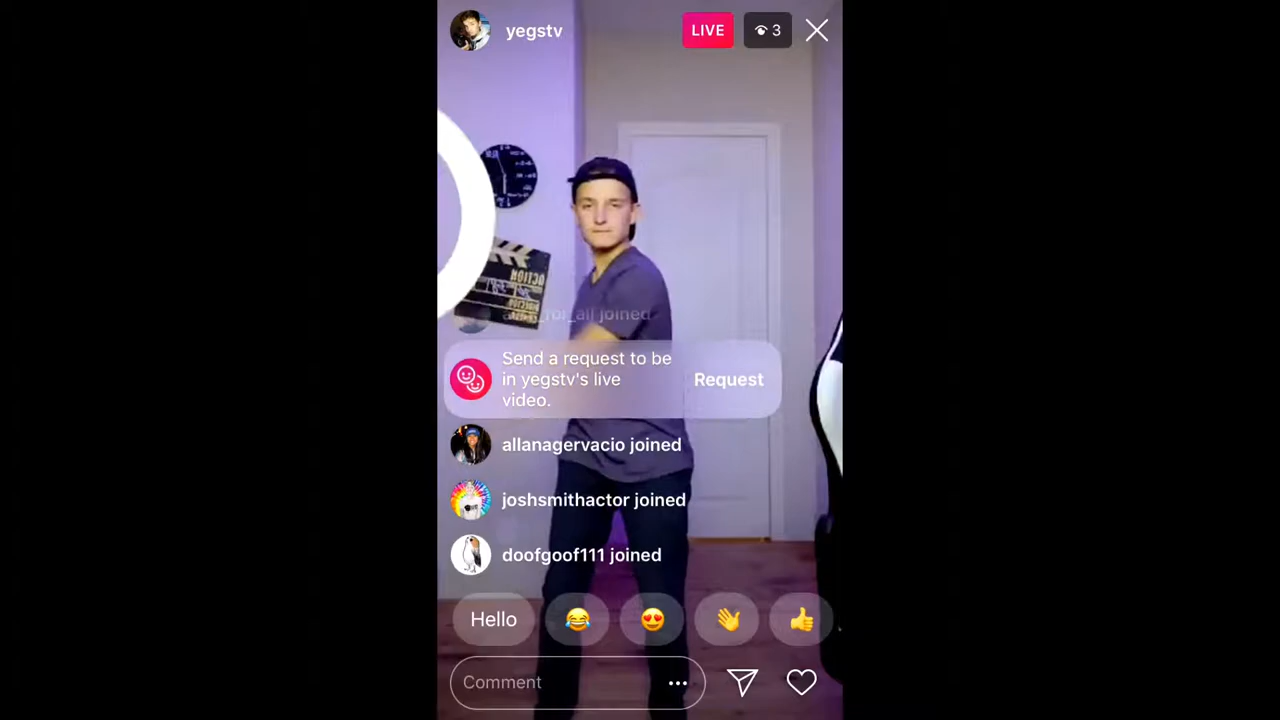 yegstv
LIVE
3
_for_all joined
Send a request to be
in yegstv's live
video.
Request
allanagervacio joined
joshsmithactor joined
doofgoof111 joined
Hello
Comment